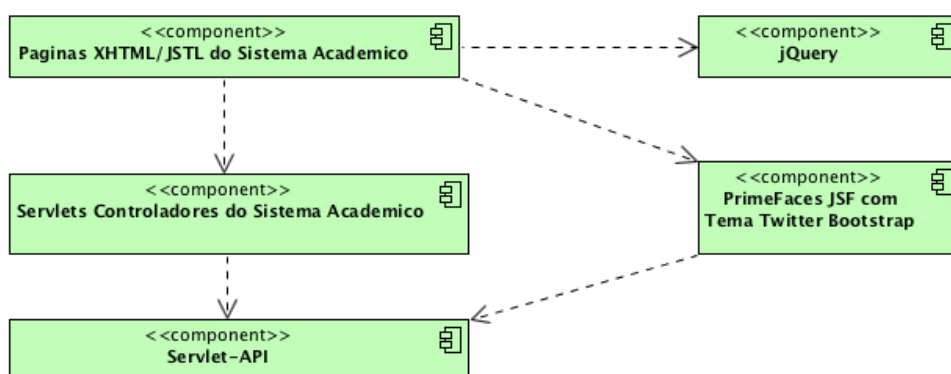 <<component>>
Paginas XHTML/JSTL do Sistema Academico
<<component>>
jQuery
<<component>>
Servlets Controladores do Sistema Academico
<<component>>
PrimeFaces JSF com
Tema Twitter Bootstrap
<<component>>
Servlet-API